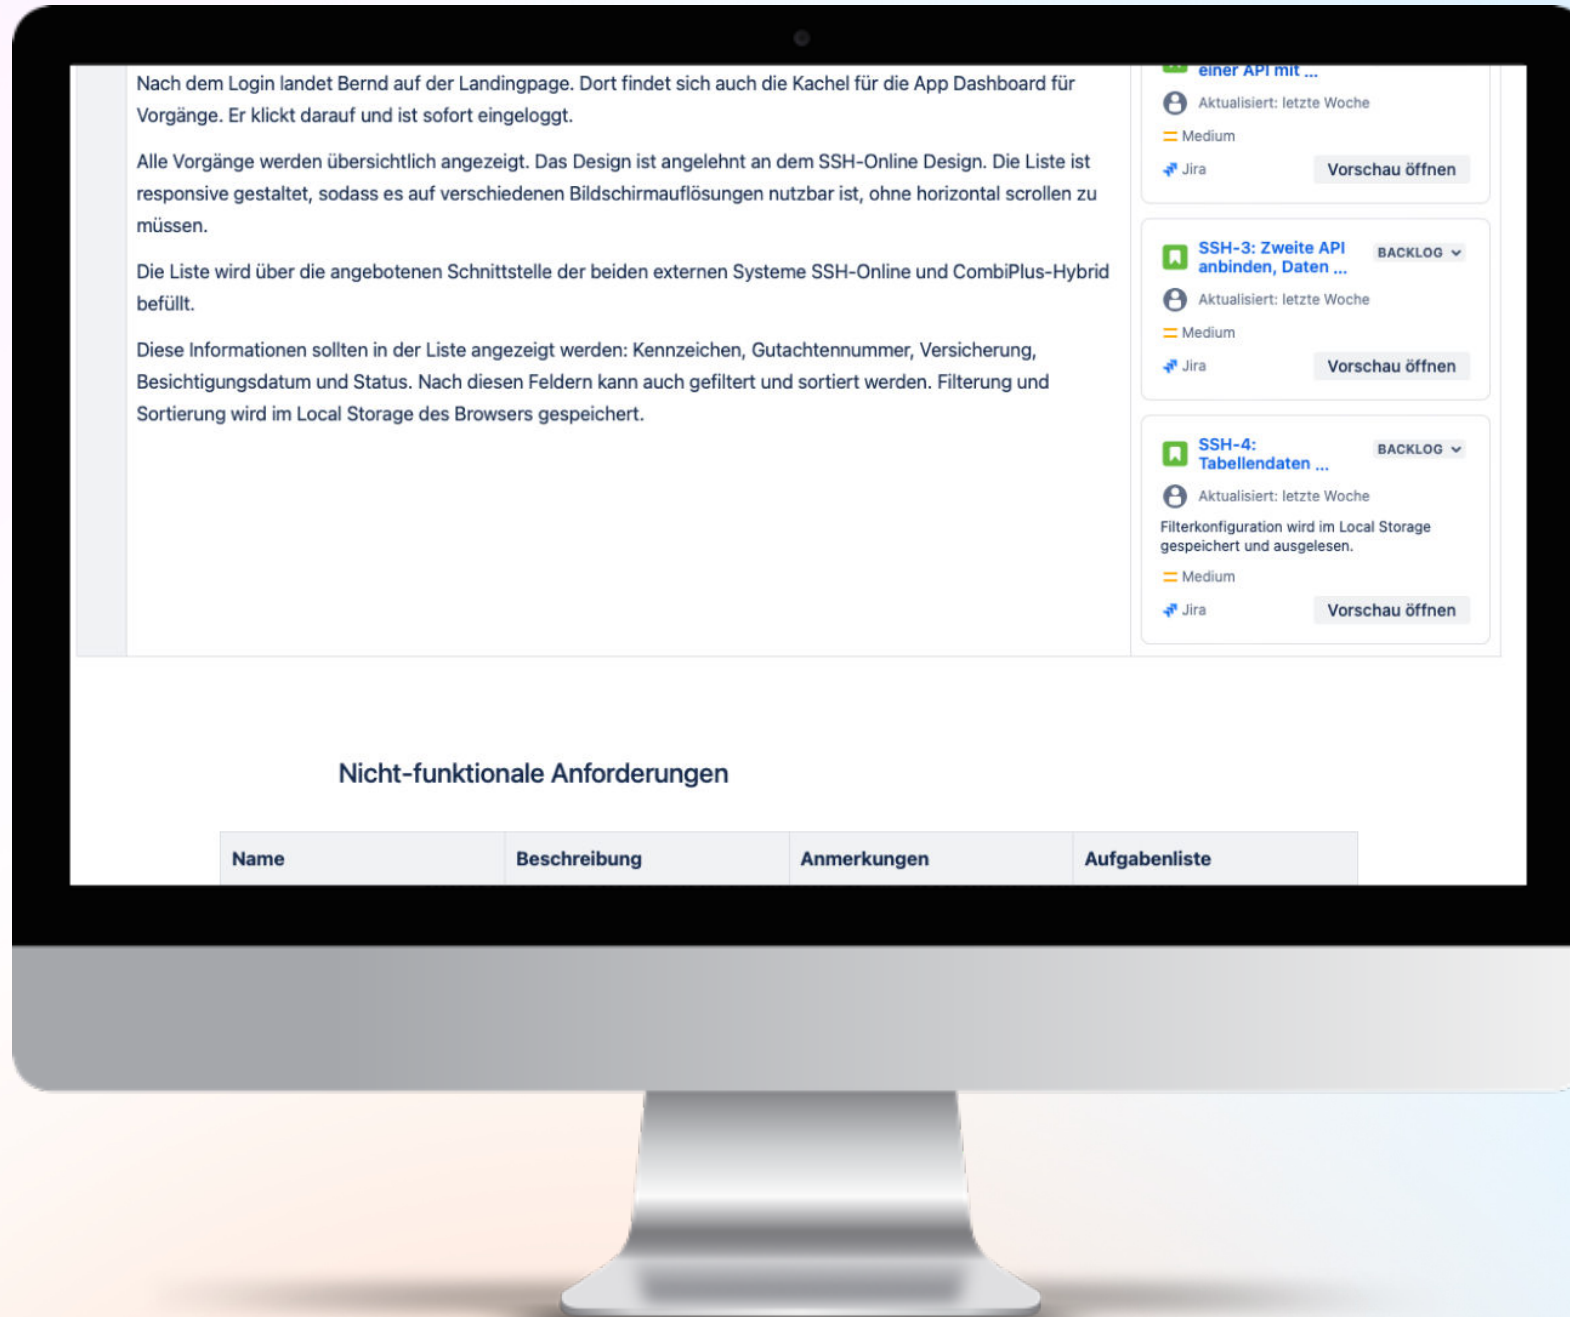 Nach dem Login landet Bernd auf der Landingpage. Dort findet sich auch die Kachel für die App Dashboard für
Vorgänge. Er klickt darauf und ist sofort eingeloggt.
Alle Vorgänge werden übersichtlich angezeigt. Das Design ist angelehnt an dem SSH-Online Design. Die Liste ist
responsive gestaltet, sodass es auf verschiedenen Bildschirmauflösungen nutzbar ist, ohne horizontal scrollen zu
müssen.
Die Liste wird über die angebotenen Schnittstelle der beiden externen Systeme SSH-Online und CombiPlus-Hybrid
befüllt.
Diese Informationen sollten in der Liste angezeigt werden: Kennzeichen, Gutachtennummer, Versicherung,
Besichtigungsdatum und Status. Nach diesen Feldern kann auch gefiltert und sortiert werden. Filterung und
Sortierung wird im Local Storage des Browsers gespeichert.
einer API mit ...
Aktualisiert: letzte Woche
Medium
Jira Vorschau öffnen
SSH-3: Zweite API BACKLOG
anbinden, Daten ...
Aktualisiert: letzte Woche
Medium
Jira Vorschau öffnen
SSH-4: BACKLOG
Tabellendaten ...
Aktualisiert: letzte Woche
Filterkonfiguration wird im Local Storage
gespeichert und ausgelesen.
Medium
Jira Vorschau öffnen
Nicht-funktionale Anforderungen
Name Beschreibung Anmerkungen Aufgabenliste